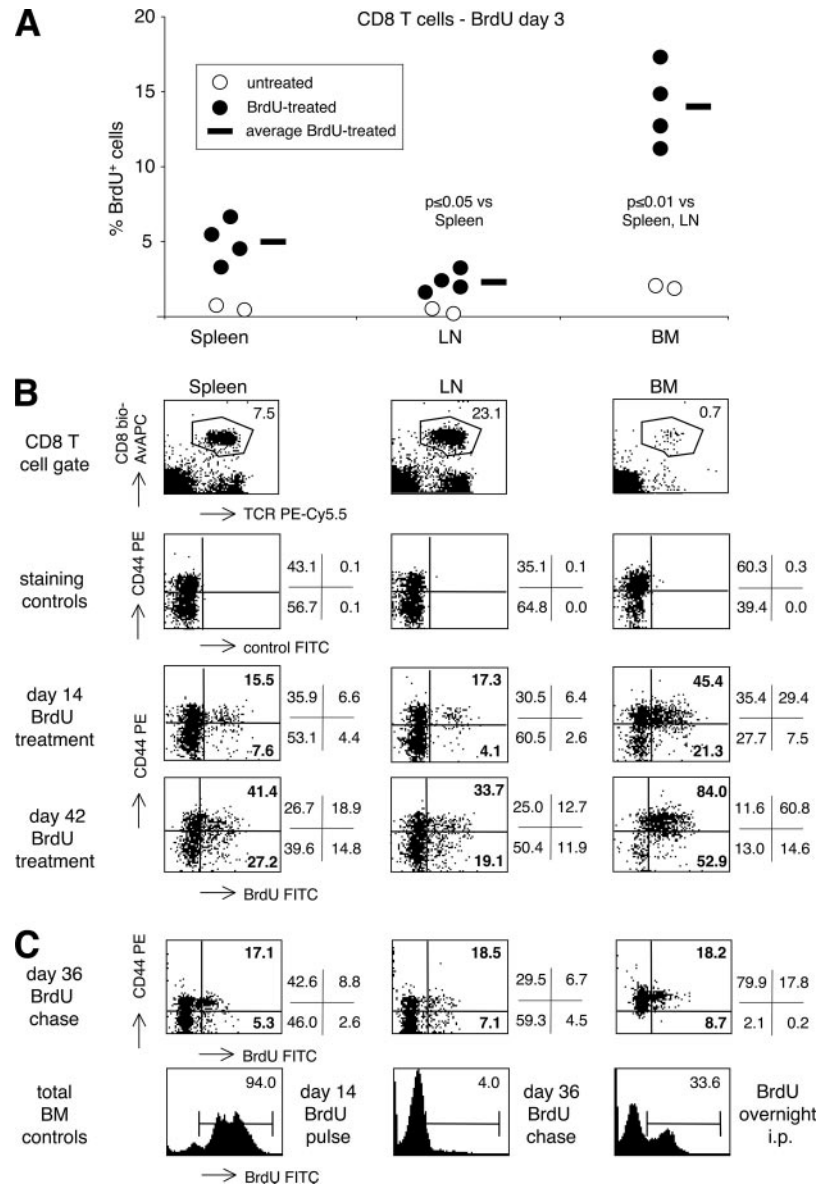 A
CD8 T cells - BrdU day 3
% BrdU+ cells
20
15
10
5
untreated
BrdU-treated
average BrdU-treated
p≤0.05 vs
Spleen
p≤0.01 vs
Spleen, LN
Spleen
LN
BM
B
Spleen
LN
BM
CD8 T
cell gate
CD8 bio-
AvAPC
7.5
23.1
0.7
TCR PE-Cy5.5
staining
controls
CD44 PE
43.1 0.1
56.7 0.1
35.1 0.1
64.8 0.0
60.3 0.3
39.4 0.0
control FITC
day 14
BrdU
treatment
CD44 PE
15.5
7.6
35.9 6.6
53.1 4.4
17.3
4.1
30.5 6.4
60.5 2.6
45.4
21.3
35.4 29.4
27.7 7.5
day 42
BrdU
treatment
41.4
27.2
26.7 18.9
39.6 14.8
33.7
19.1
25.0 12.7
50.4 11.9
84.0
52.9
11.6 60.8
13.0 14.6
BrdU FITC
C
day 36
BrdU
chase
CD44 PE
17.1
5.3
42.6 8.8
46.0 2.6
18.5
7.1
29.5 6.7
59.3 4.5
18.2
8.7
79.9 17.8
2.1 0.2
BrdU FITC
total
BM
controls
94.0
day 14
BrdU
pulse
4.0
day 36
BrdU
chase
33.6
BrdU
overnight
i.p.
BrdU FITC